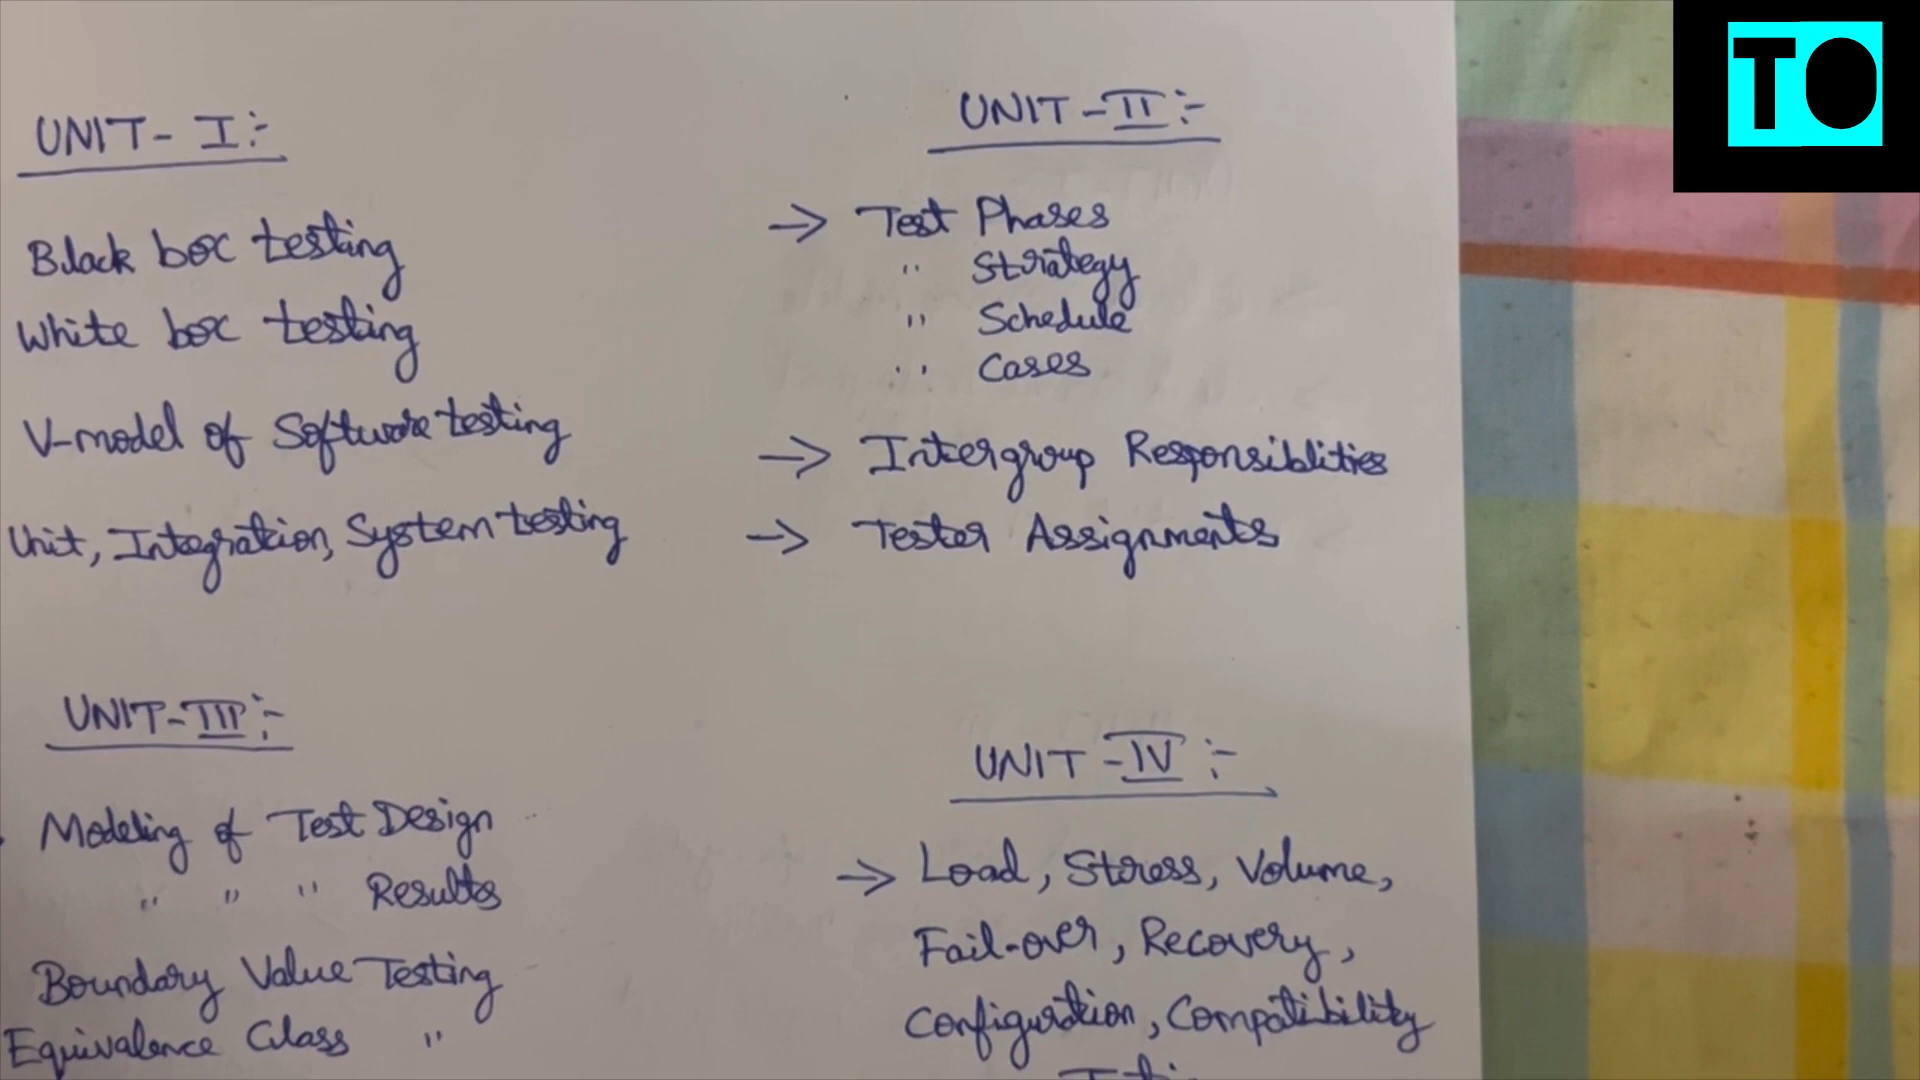 TO
UNIT- I :-
Black box testing
White box testing
V-model of Software testing
Unit, Integration, System testing
UNIT - II :-
→ Test Phases
" Strategy
" Schedule
" Cases
→ Intergroup Responsiblities
→ Tester Assignments
UNIT-III :-
Modeling of Test Design
" " " Results
Boundary Value Testing
Equivalence Class "
UNIT - IV :-
→ Load, Stress, Volume,
Fail-over, Recovery,
Configuration, Compatibility